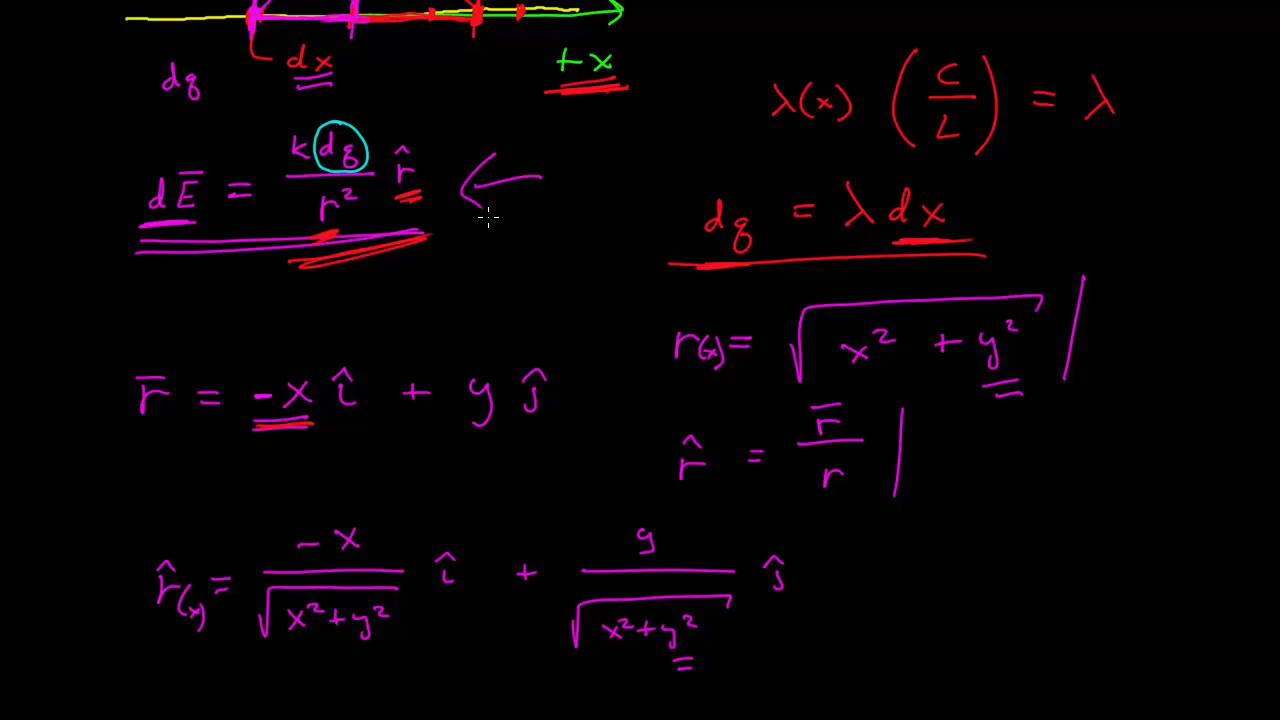 dq dx +x
λ(x) (C/L) = λ
dE̅ = k dq / r² r̂
dq = λ dx
r(x) = √(x² + y²)
r̅ = -x î + y ĵ
r̂ = r̅ / r
r̂(x) = -x / √(x²+y²) î + y / √(x²+y²) ĵ